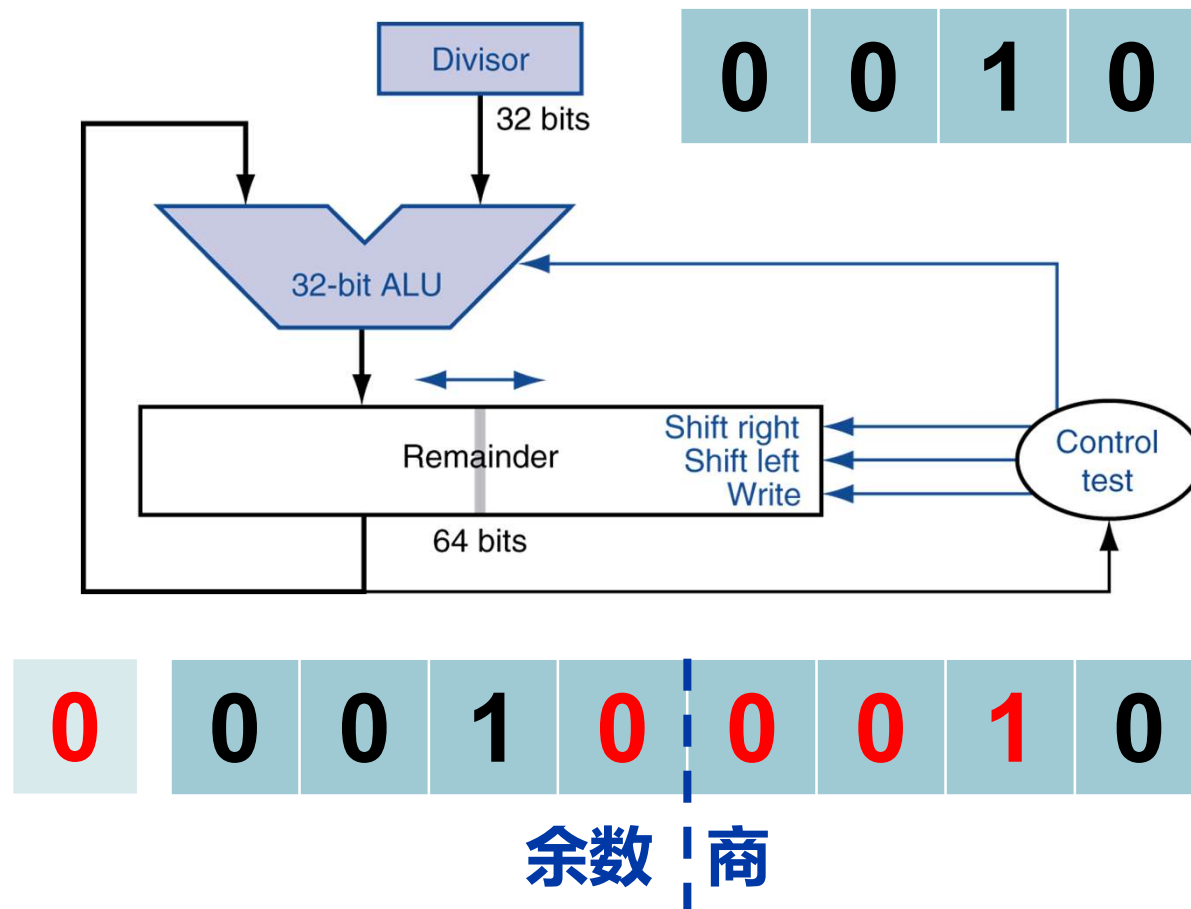 Divisor
0 0 1 0
32 bits
32-bit ALU
Remainder
Shift right
Shift left
Write
Control
test
64 bits
0 0 0 1 0 0 0 1 0
余数 商